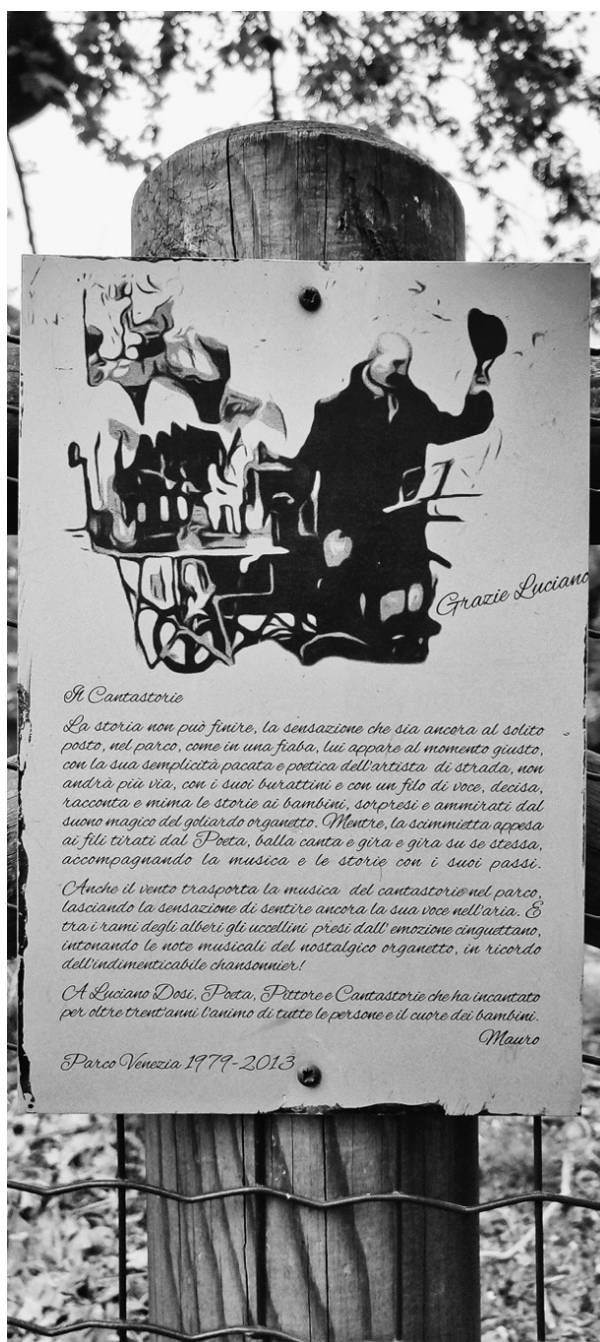 Grazie Luciano
Il Cantastorie
La storia non può finire, la sensazione che sia ancora al solito
posto, nel parco, come in una fiaba, lui appare al momento giusto,
con la sua semplicità pacata e poetica dell'artista di strada, non
andrà più via, con i suoi burattini e con un filo di voce, decisa,
racconta e mima le storie ai bambini, sorpresi e ammirati dal
suono magico del goliardo organetto. Mentre, la scimmietta appesa
ai fili tirati dal Poeta, balla canta e gira e gira su se stessa,
accompagnando la musica e le storie con i suoi passi.
Anche il vento trasporta la musica del cantastorie nel parco,
lasciando la sensazione di sentire ancora la sua voce nell'aria. È
tra i rami degli alberi gli uccellini presi dall'emozione cinguettano,
intonando le note musicali del nostalgico organetto, in ricordo
dell'indimenticabile chansonnier!
A Luciano Dosi, Poeta, Pittore e Cantastorie che ha incantato
per oltre trent'anni l'animo di tutte le persone e il cuore dei bambini.
Mauro
Parco Venezia 1979-2013